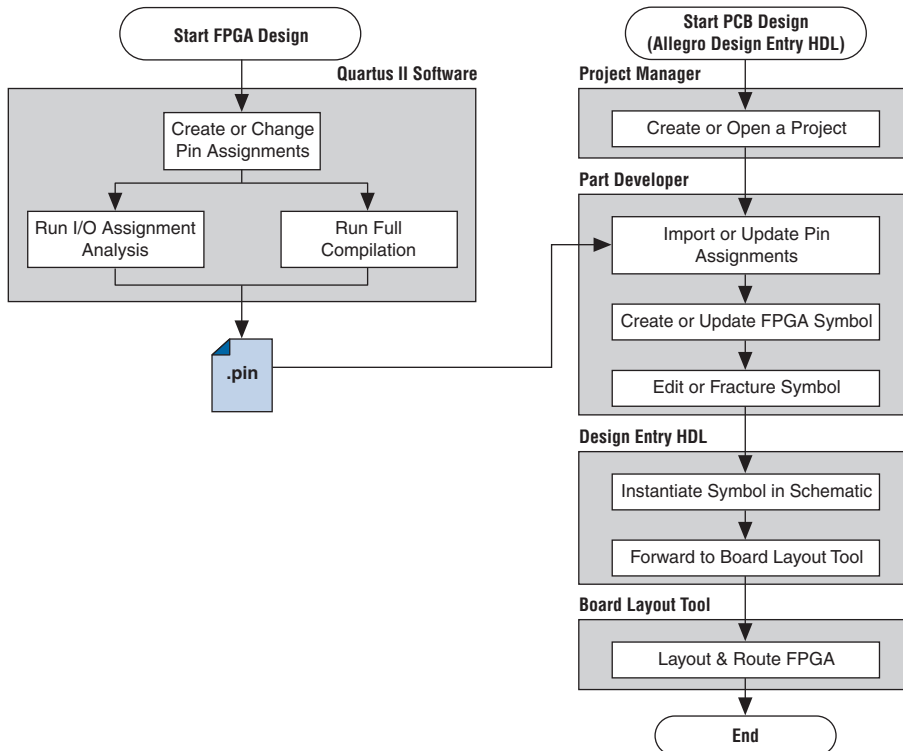 Start FPGA Design
Quartus II Software
Create or Change
Pin Assignments
Run I/O Assignment
Analysis
Run Full
Compilation
.pin
Start PCB Design
(Allegro Design Entry HDL)
Project Manager
Create or Open a Project
Part Developer
Import or Update Pin
Assignments
Create or Update FPGA Symbol
Edit or Fracture Symbol
Design Entry HDL
Instantiate Symbol in Schematic
Forward to Board Layout Tool
Board Layout Tool
Layout & Route FPGA
End